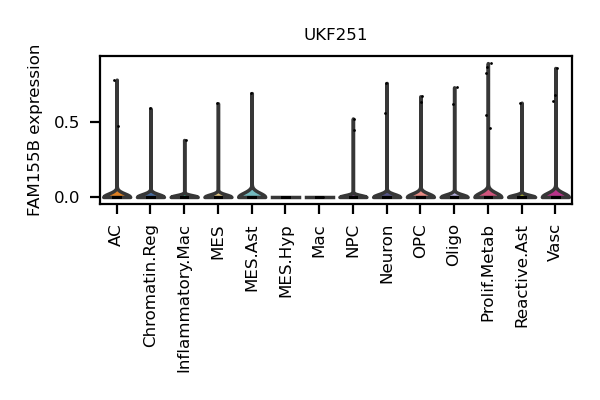 UKF251
FAM155B expression
0.5
0.0
AC
Chromatin.Reg
Inflammatory.Mac
MES
MES.Ast
MES.Hyp
Mac
NPC
Neuron
OPC
Oligo
Prolif.Metab
Reactive.Ast
Vasc